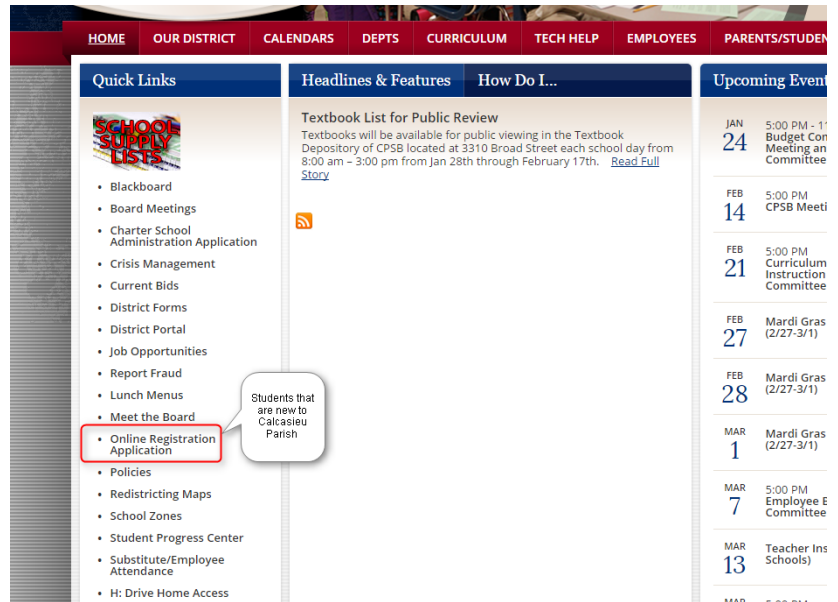 HOME OUR DISTRICT CALENDARS DEPTS CURRICULUM TECH HELP EMPLOYEES
Quick Links
SCHOOL
SUPPLY
LISTS
• Blackboard
• Board Meetings
• Charter School
Administration Application
• Crisis Management
• Current Bids
• District Forms
• District Portal
• Job Opportunities
• Report Fraud
• Lunch Menus
• Meet the Board
• Online Registration
Application
• Policies
• Redistricting Maps
• School Zones
• Student Progress Center
• Substitute/Employee
Attendance
• H: Drive Home Access
Students that
are new to
Calcasieu
Parish
Headlines & Features How Do I...
Textbook List for Public Review
Textbooks will be available for public viewing in the Textbook
Depository of CPSB located at 3310 Broad Street each school day from
8:00 am – 3:00 pm from Jan 28th through February 17th. Read Full
Story
Upcoming Event
JAN
24
5:00 PM -
Budget
Meeting
Committee
FEB
14
5:00 PM
CPSB
FEB
21
5:00 PM
Curriculum
Instruction
Committee
FEB
27
Mardi Gras
(2/27-3/1)
FEB
28
Mardi Gras
(2/27-3/1)
MAR
1
Mardi Gras
(2/27-3/1)
MAR
7
5:00 PM
Employee
Committee
MAR
13
Teacher
Schools)